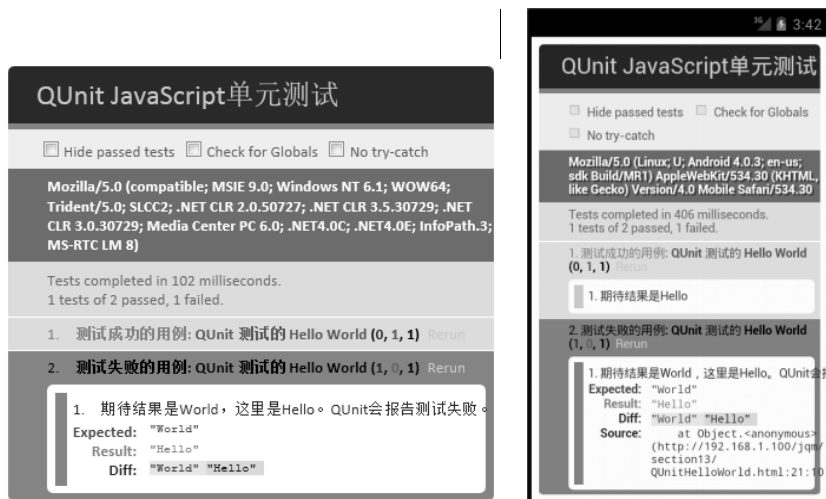 QUnit JavaScript单元测试
Hide passed tests Check for Globals No try-catch
Mozilla/5.0 (compatible; MSIE 9.0; Windows NT 6.1; WOW64;
Trident/5.0; SLCC2; .NET CLR 2.0.50727; .NET CLR 3.5.30729; .NET
CLR 3.0.30729; Media Center PC 6.0; .NET4.0C; .NET4.0E; InfoPath.3;
MS-RTC LM 8)
Tests completed in 102 milliseconds.
1 tests of 2 passed, 1 failed.
1. 测试成功的用例: QUnit 测试的 Hello World (0, 1, 1) Rerun
2. 测试失败的用例: QUnit 测试的 Hello World (1, 0, 1) Rerun
1. 期待结果是World，这里是Hello。QUnit会报告测试失败。
Expected: "World"
Result: "Hello"
Diff: "World" "Hello"
3G 3:42
QUnit JavaScript单元测试
Hide passed tests Check for Globals
No try-catch
Mozilla/5.0 (Linux; U; Android 4.0.3; en-us;
sdk Build/MR1) AppleWebKit/534.30 (KHTML,
like Gecko) Version/4.0 Mobile Safari/534.30
Tests completed in 406 milliseconds.
1 tests of 2 passed, 1 failed.
1. 测试成功的用例: QUnit 测试的 Hello World
(0, 1, 1) Rerun
1. 期待结果是Hello
2. 测试失败的用例: QUnit 测试的 Hello World
(1, 0, 1) Rerun
1. 期待结果是World，这里是Hello。QUnit会
Expected: "World"
Result: "Hello"
Diff: "World" "Hello"
Source: at Object.<anonymous>
(http://192.168.1.100/jqm/
section13/
QUnitHelloWorld.html:21:10